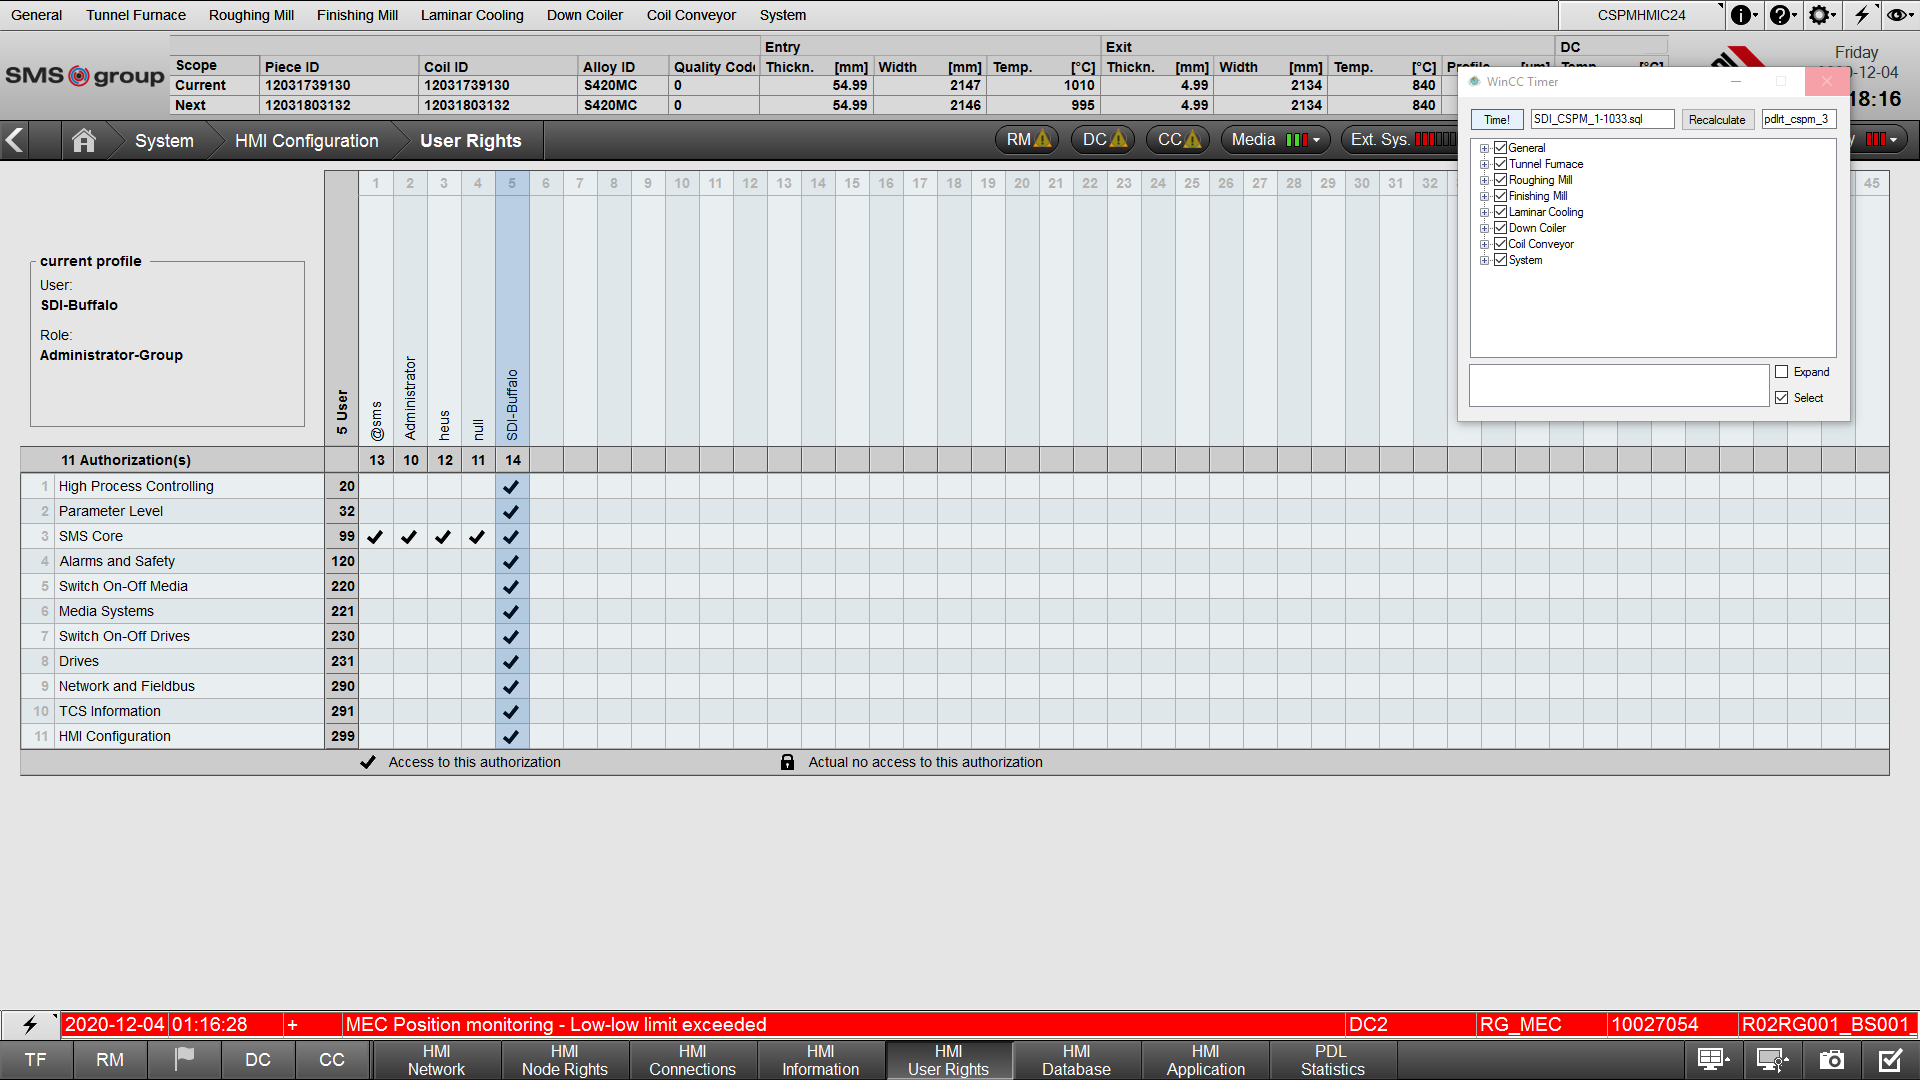 General Tunnel Furnace Roughing Mill Finishing Mill Laminar Cooling Down Coiler Coil Conveyor System CSPMHMIC24
Entry Exit DC
Scope Piece ID Coil ID Alloy ID Quality Code Thickn. [mm] Width [mm] Temp. [°C] Thickn. [mm] Width [mm] Temp. [°C]
Current 12031739130 12031739130 S420MC 0 54.99 2147 1010 4.99 2134 840
Next 12031803132 12031803132 S420MC 0 54.99 2146 995 4.99 2134 840
SMS group
Friday
-12-04
18:16
System HMI Configuration User Rights RM DC CC Media Ext. Sys.
WinCC Timer
Time! SDI_CSPM_1-1033.sql Recalculate pdlrt_cspm_3
General
Tunnel Furnace
Roughing Mill
Finishing Mill
Laminar Cooling
Down Coiler
Coil Conveyor
System
Expand
Select
1 2 3 4 5 6 7 8 9 10 11 12 13 14 15 16 17 18 19 20 21 22 23 24 25 26 27 28 29 30 31 32 45
current profile
User:
SDI-Buffalo
Role:
Administrator-Group
5 User
@sms
Administrator
heus
null
SDI-Buffalo
11 Authorization(s) 13 10 12 11 14
1 High Process Controlling 20
2 Parameter Level 32
3 SMS Core 99
4 Alarms and Safety 120
5 Switch On-Off Media 220
6 Media Systems 221
7 Switch On-Off Drives 230
8 Drives 231
9 Network and Fieldbus 290
10 TCS Information 291
11 HMI Configuration 299
Access to this authorization Actual no access to this authorization
2020-12-04 01:16:28 + MEC Position monitoring - Low-low limit exceeded DC2 RG_MEC 10027054 R02RG001_BS001_
TF RM DC CC
HMI Network
HMI Node Rights
HMI Connections
HMI Information
HMI User Rights
HMI Database
HMI Application
PDL Statistics